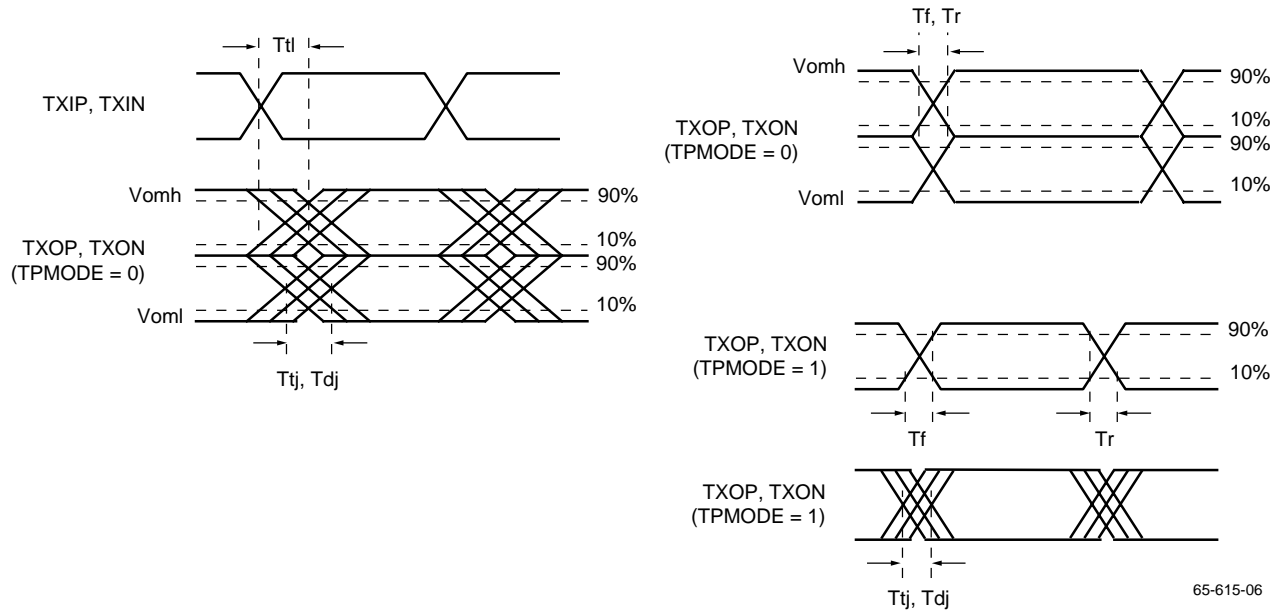 Ttl
TXIP, TXIN
Vomh
90%
TXOP, TXON
(TPMODE = 0)
10%
90%
10%
Voml
Ttj, Tdj
Tf, Tr
Vomh
90%
TXOP, TXON
(TPMODE = 0)
10%
90%
10%
Voml
TXOP, TXON
(TPMODE = 1)
90%
10%
Tf
Tr
TXOP, TXON
(TPMODE = 1)
Ttj, Tdj
65-615-06